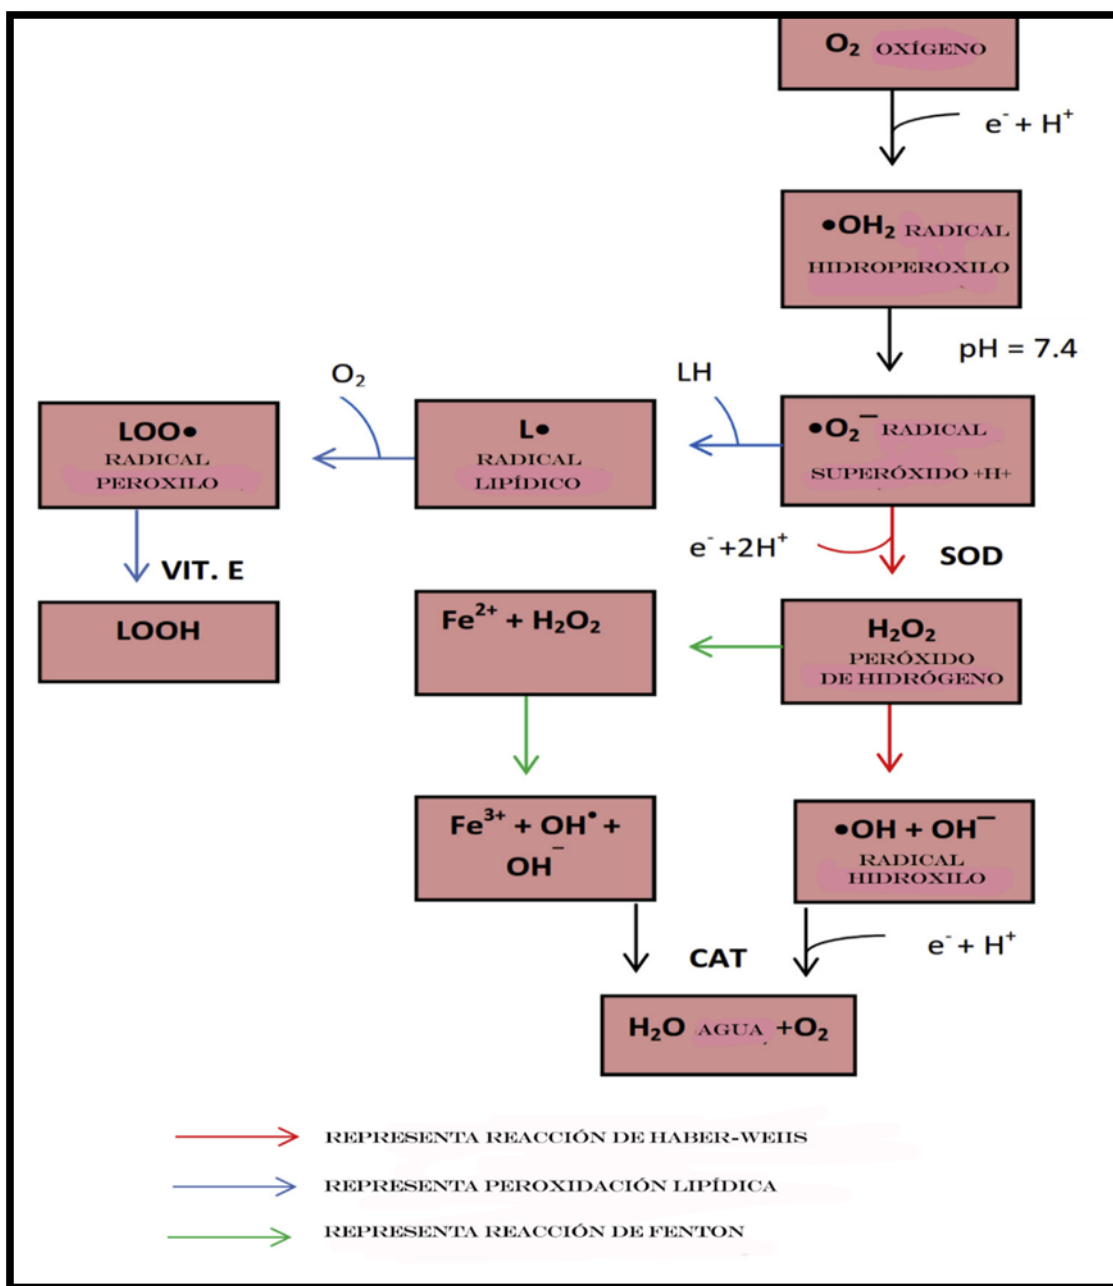 O₂ OXÍGENO
e⁻ + H⁺
•OH₂ RADICAL
HIDROPEROXILO
pH = 7.4
O₂
LH
LOO•
RADICAL
PEROXILO
L•
RADICAL
LIPÍDICO
•O₂⁻ RADICAL
SUPERÓXIDO +H+
e⁻ +2H⁺
SOD
VIT. E
LOOH
Fe²⁺ + H₂O₂
H₂O₂
PERÓXIDO
DE HIDRÓGENO
Fe³⁺ + OH• +
OH⁻
•OH + OH⁻
RADICAL
HIDROXILO
CAT
e⁻ + H⁺
H₂O AGUA +O₂
REPRESENTA REACCIÓN DE HABER-WEIIS
REPRESENTA PEROXIDACIÓN LIPÍDICA
REPRESENTA REACCIÓN DE FENTON